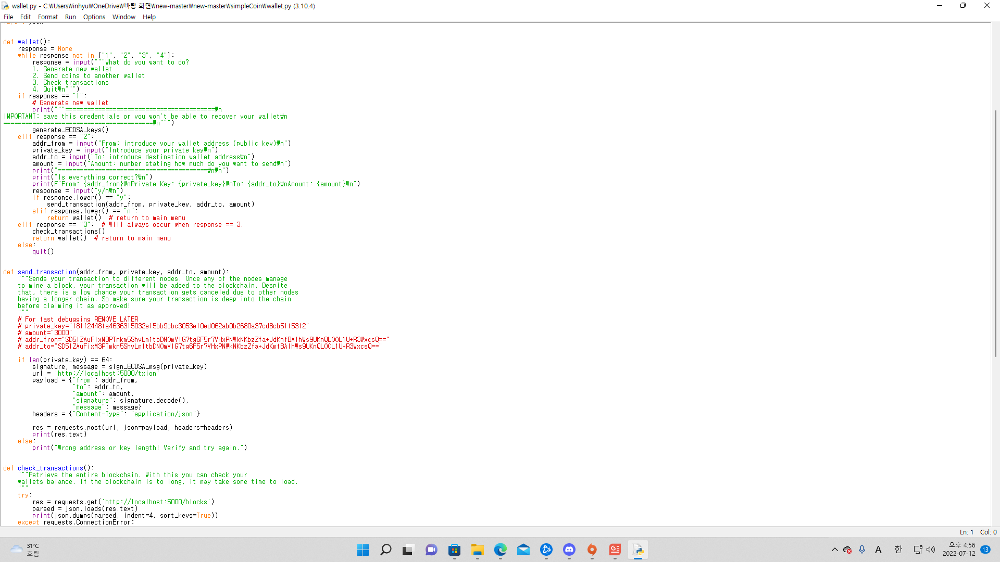 wallet.py - C:₩Users₩inhyu₩OneDrive₩바탕 화면₩new-master₩new-master₩simpleCoin₩wallet.py (3.10.4)
File Edit Format Run Options Window Help
def wallet():
    response = None
    while response not in ["1", "2", "3", "4"]:
        response = input("""What do you want to do?
        1. Generate new wallet
        2. Send coins to another wallet
        3. Check transactions
        4. Quit₩n""")
    if response == "1":
        # Generate new wallet
        print("""=========================================₩n
IMPORTANT: save this credentials or you won't be able to recover your wallet₩n
=========================================₩n""")
        generate_ECDSA_keys()
    elif response == "2":
        addr_from = input("From: introduce your wallet address (public key)₩n")
        private_key = input("Introduce your private key₩n")
        addr_to = input("To: introduce destination wallet address₩n")
        amount = input("Amount: number stating how much do you want to send₩n")
        print("=========================================₩n₩n")
        print("Is everything correct?₩n")
        print(F"From: {addr_from}₩nPrivate Key: {private_key}₩nTo: {addr_to}₩nAmount: {amount}₩n")
        response = input("y/n₩n")
        if response.lower() == "y":
            send_transaction(addr_from, private_key, addr_to, amount)
        elif response.lower() == "n":
            return wallet()  # return to main menu
    elif response == "3":  # Will always occur when response == 3.
        check_transactions()
        return wallet()  # return to main menu
    else:
        quit()
def send_transaction(addr_from, private_key, addr_to, amount):
    """Sends your transaction to different nodes. Once any of the nodes manage
    to mine a block, your transaction will be added to the blockchain. Despite
    that, there is a low chance your transaction gets canceled due to other nodes
    having a longer chain. So make sure your transaction is deep into the chain
    before claiming it as approved!
    """
    # For fast debugging REMOVE LATER
    # private_key="181f2448fa4636315032e15bb9cbc3053e10ed062ab0b2680a37cd8cb51f53f2"
    # amount="3000"
    # addr_from="SD5IZAuFixM3PTmkm5ShvLm1tbDNOmVlG7tg6F5r7VHxPNWkNKbzZfa+JdKmfBAIhWs9UKnQLOOL1U+R3WxcsQ=="
    # addr_to="SD5IZAuFixM3PTmkm5ShvLm1tbDNOmVlG7tg6F5r7VHxPNWkNKbzZfa+JdKmfBAIhWs9UKnQLOOL1U+R3WxcsQ=="
    if len(private_key) == 64:
        signature, message = sign_ECDSA_msg(private_key)
        url = 'http://localhost:5000/txion'
        payload = {"from": addr_from,
                   "to": addr_to,
                   "amount": amount,
                   "signature": signature.decode(),
                   "message": message}
        headers = {"Content-Type": "application/json"}
        res = requests.post(url, json=payload, headers=headers)
        print(res.text)
    else:
        print("Wrong address or key length! Verify and try again.")
def check_transactions():
    """Retrieve the entire blockchain. With this you can check your
    wallets balance. If the blockchain is to long, it may take some time to load.
    """
    try:
        res = requests.get('http://localhost:5000/blocks')
        parsed = json.loads(res.text)
        print(json.dumps(parsed, indent=4, sort_keys=True))
    except requests.ConnectionError:
Ln: 1 Col: 0
31°C
흐림
A 한
오후 4:56
2022-07-12
13